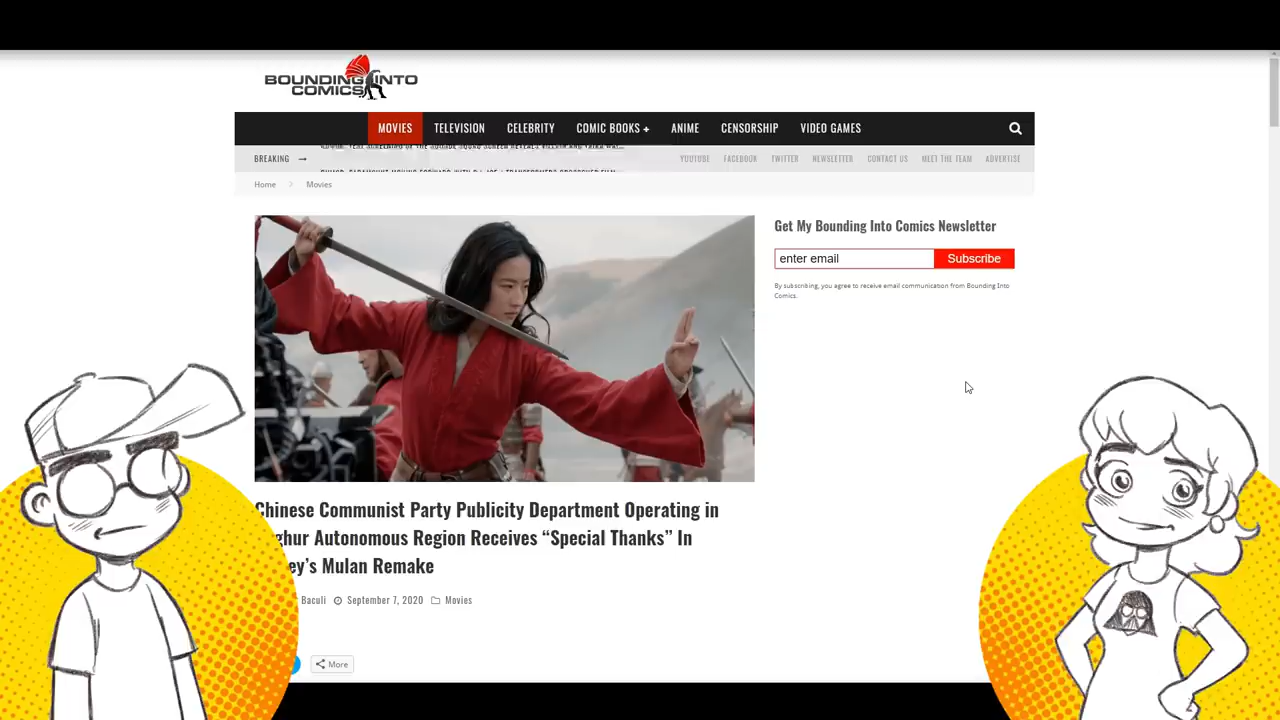 BOUNDING INTO
COMICS
MOVIES TELEVISION CELEBRITY COMIC BOOKS + ANIME CENSORSHIP VIDEO GAMES
BREAKING → YOUTUBE FACEBOOK TWITTER NEWSLETTER CONTACT US MEET THE TEAM ADVERTISE
Home > Movies
Get My Bounding Into Comics Newsletter
enter email Subscribe
By subscribing, you agree to receive email communication from Bounding Into
Comics.
Chinese Communist Party Publicity Department Operating in
ghur Autonomous Region Receives “Special Thanks” In
ey’s Mulan Remake
Baculi September 7, 2020 Movies
More